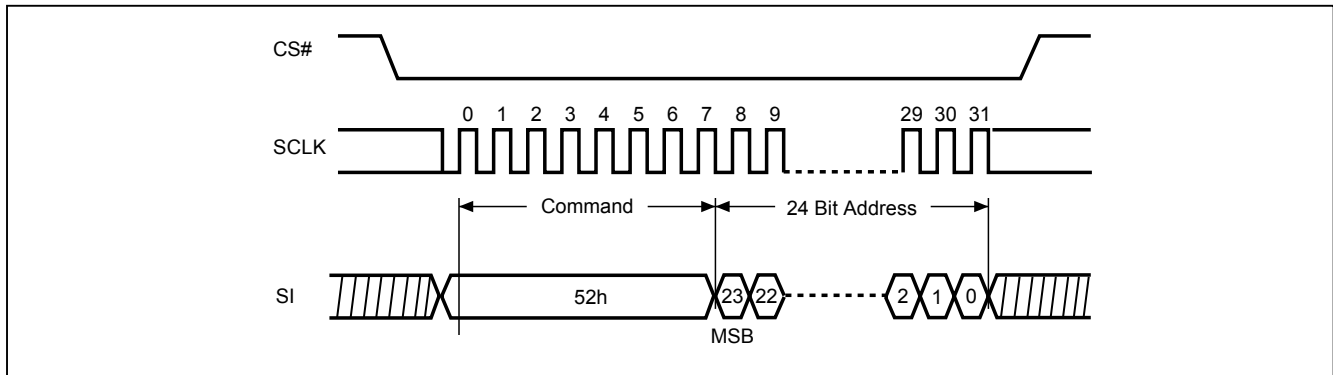 CS#
0 1 2 3 4 5 6 7 8 9 29 30 31
SCLK
Command 24 Bit Address
SI 52h 23 22 2 1 0
MSB